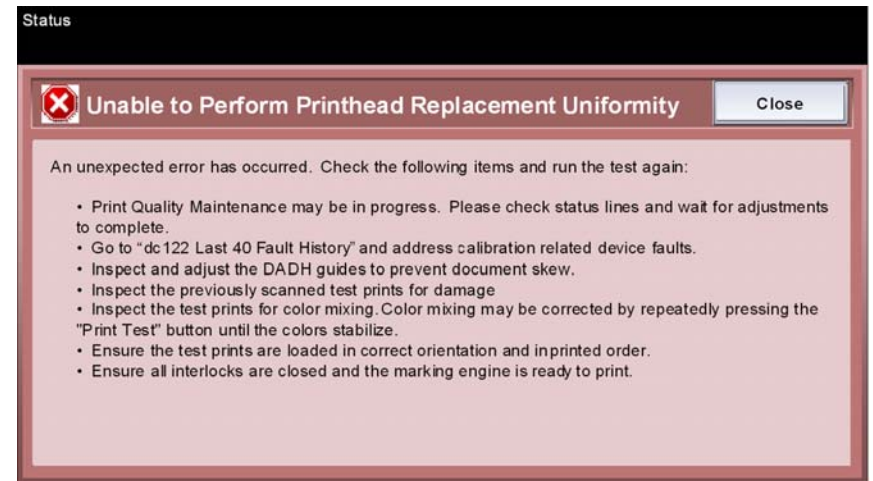 Status
Unable to Perform Printhead Replacement Uniformity
Close
An unexpected error has occurred. Check the following items and run the test again:
• Print Quality Maintenance may be in progress. Please check status lines and wait for adjustments
to complete.
• Go to “dc122 Last 40 Fault History” and address calibration related device faults.
• Inspect and adjust the DADH guides to prevent document skew.
• Inspect the previously scanned test prints for damage
• Inspect the test prints for color mixing.Color mixing may be corrected by repeatedly pressing the
"Print Test" button until the colors stabilize.
• Ensure the test prints are loaded in correct orientation and inprinted order.
• Ensure all interlocks are closed and the marking engine is ready to print.